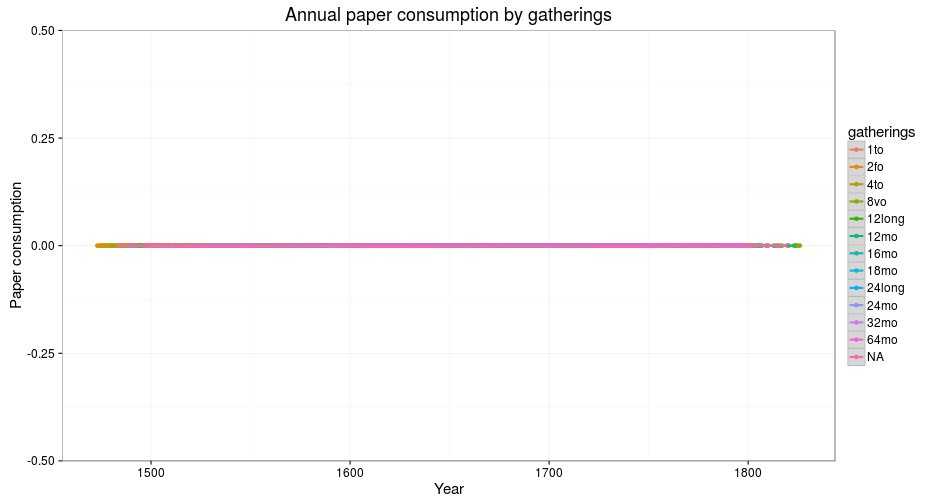 Annual paper consumption by gatherings
0.50
0.25
0.00
-0.25
-0.50
Paper consumption
1500 1600 1700 1800
Year
gatherings
1to
2fo
4to
8vo
12long
12mo
16mo
18mo
24long
24mo
32mo
64mo
NA